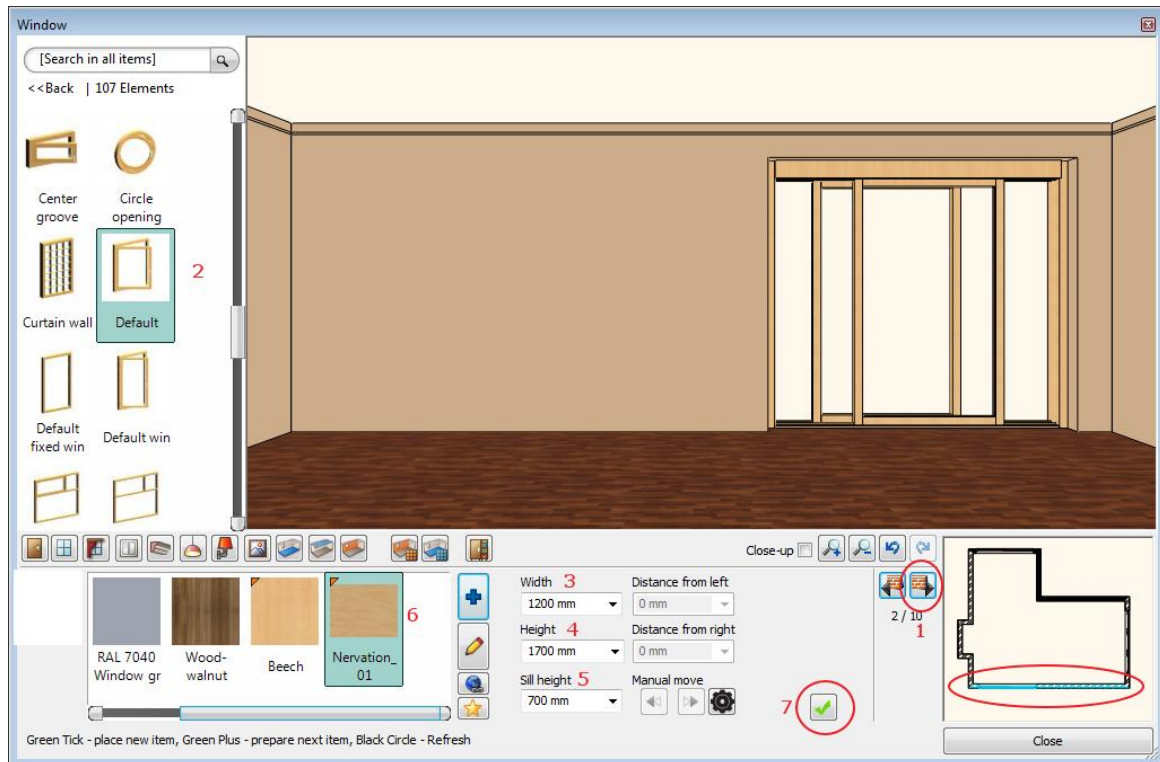 Window
[Search in all items]
<<Back | 107 Elements
Center
groove
Circle
opening
Curtain wall
Default
2
Default
fixed win
Default win
Close-up
RAL 7040
Window gr
Wood-
walnut
Beech
Nervation_
01
6
Width 3
1200 mm
Height 4
1700 mm
Sill height 5
700 mm
Distance from left
0 mm
Distance from right
0 mm
Manual move
7
2 / 10
1
Green Tick - place new item, Green Plus - prepare next item, Black Circle - Refresh
Close